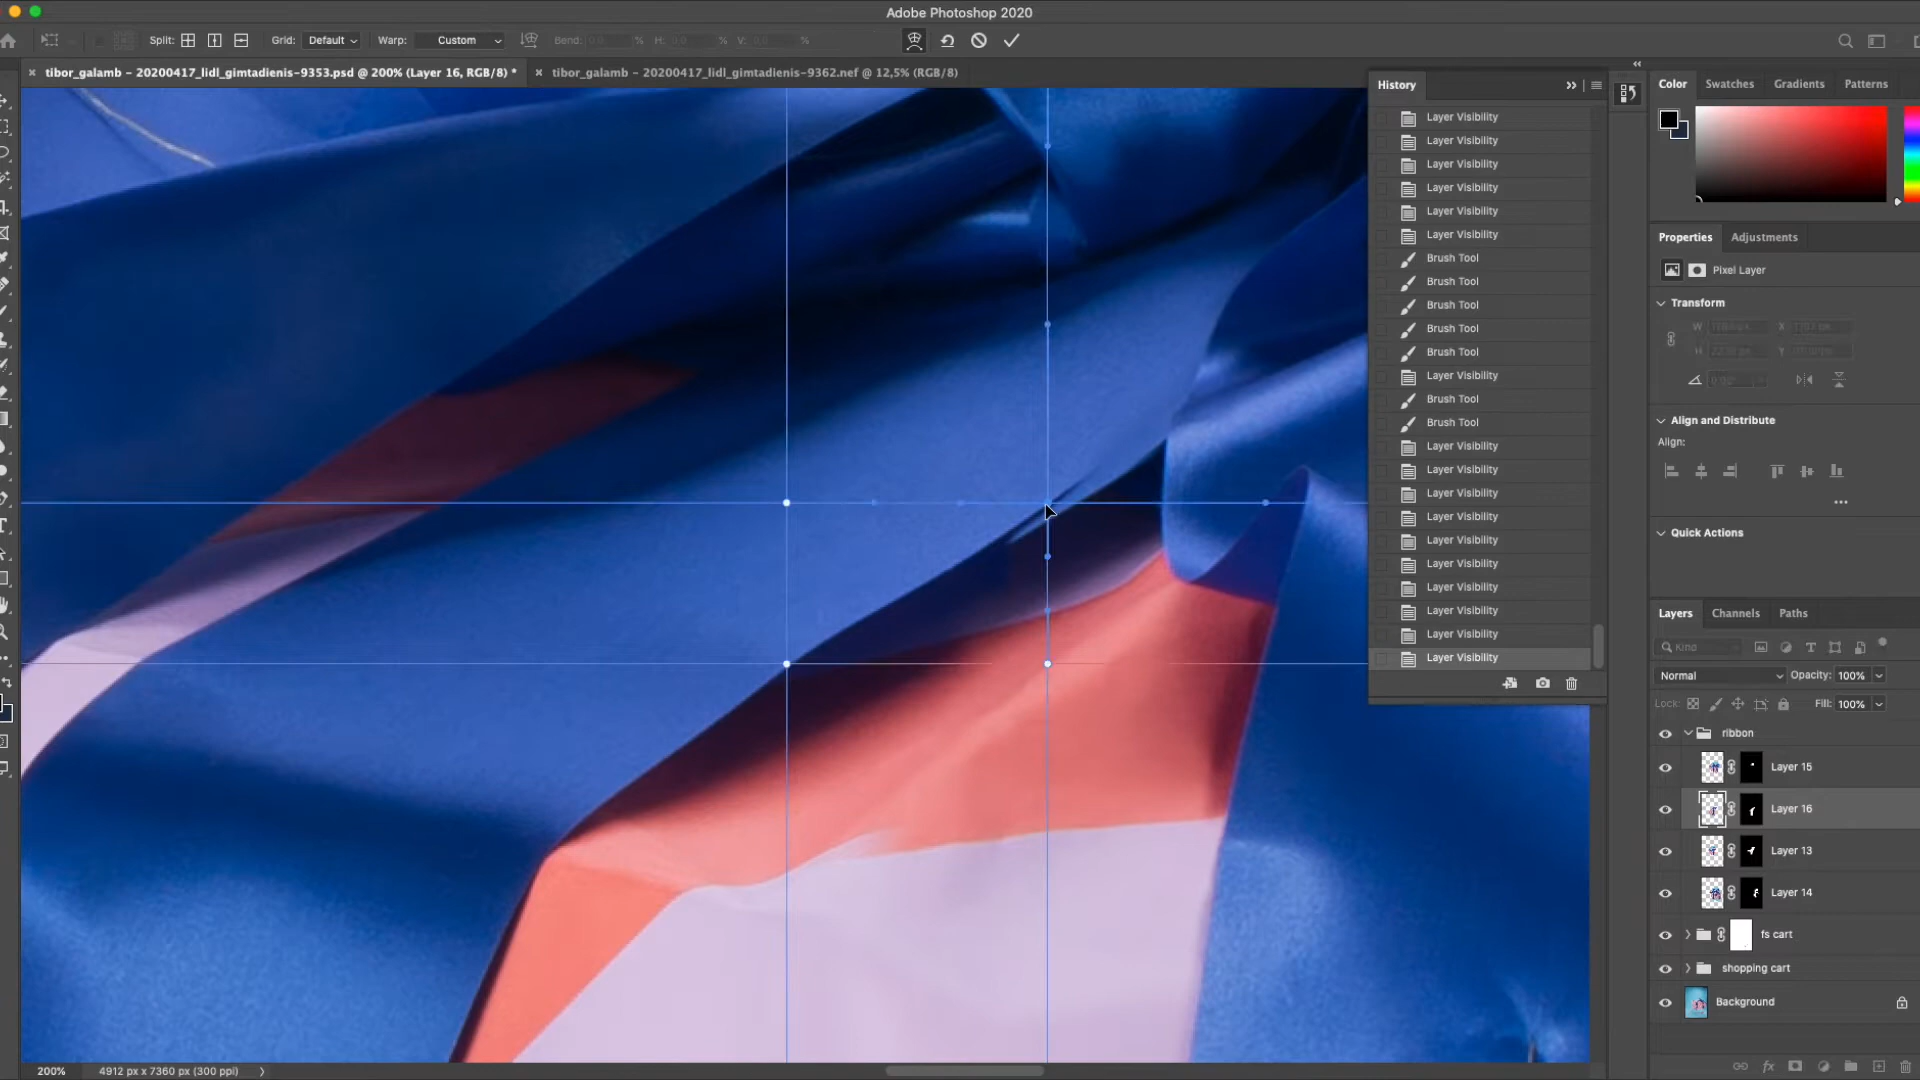 Adobe Photoshop 2020
Split:
Grid: Default
Warp: Custom
Bend: 0,0 % H: 0,0 % V: 0,0 %
tibor_galamb – 20200417_lidl_gimtadienis-9353.psd @ 200% (Layer 16, RGB/8) *
tibor_galamb – 20200417_lidl_gimtadienis-9362.nef @ 12,5% (RGB/8)
History
Layer Visibility
Layer Visibility
Layer Visibility
Layer Visibility
Layer Visibility
Layer Visibility
Brush Tool
Brush Tool
Brush Tool
Brush Tool
Brush Tool
Layer Visibility
Brush Tool
Brush Tool
Layer Visibility
Layer Visibility
Layer Visibility
Layer Visibility
Layer Visibility
Layer Visibility
Layer Visibility
Layer Visibility
Layer Visibility
Layer Visibility
Color
Swatches
Gradients
Patterns
Properties
Adjustments
Pixel Layer
Transform
W
X
H
Y
Align and Distribute
Align:
Quick Actions
Layers
Channels
Paths
Kind
Normal
Opacity: 100%
Lock:
Fill: 100%
ribbon
Layer 15
Layer 16
Layer 13
Layer 14
fs cart
shopping cart
Background
200%
4912 px x 7360 px (300 ppi)